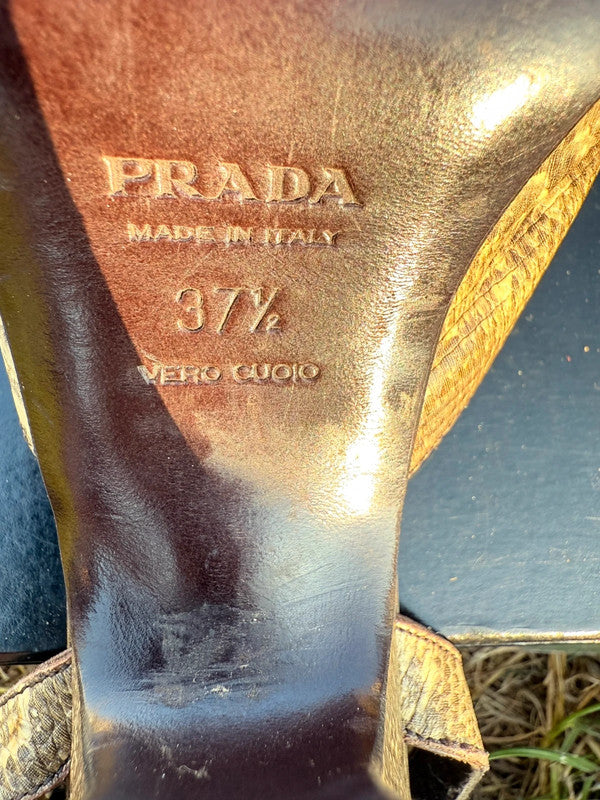 PRADA
MADE IN ITALY
37½
VERO CUOIO